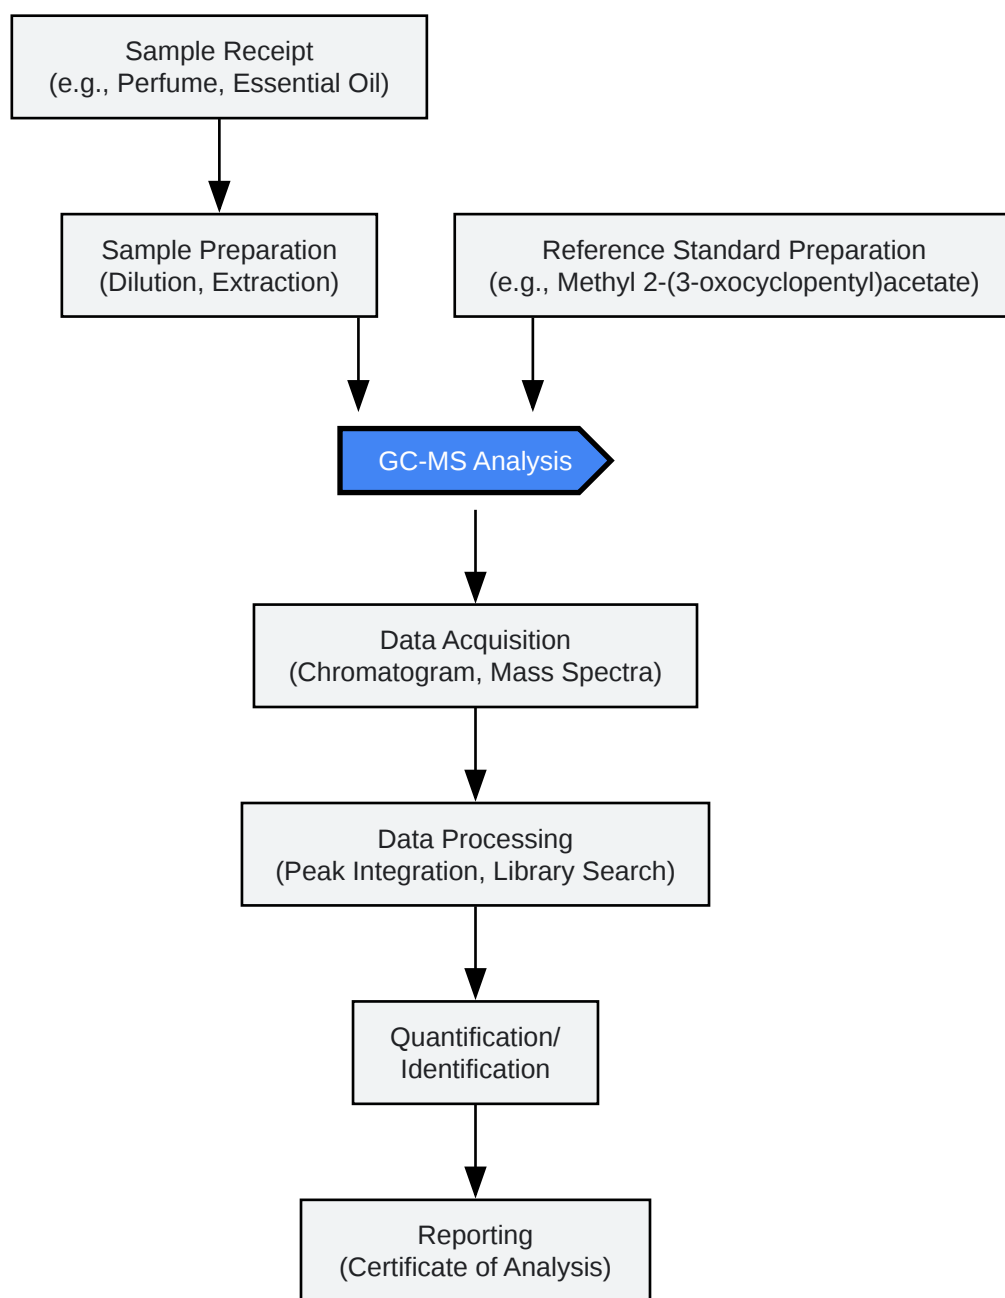 Sample Receipt
(e.g., Perfume, Essential Oil)
Sample Preparation
(Dilution, Extraction)
Reference Standard Preparation
(e.g., Methyl 2-(3-oxocyclopentyl)acetate)
GC-MS Analysis
Data Acquisition
(Chromatogram, Mass Spectra)
Data Processing
(Peak Integration, Library Search)
Quantification/
Identification
Reporting
(Certificate of Analysis)